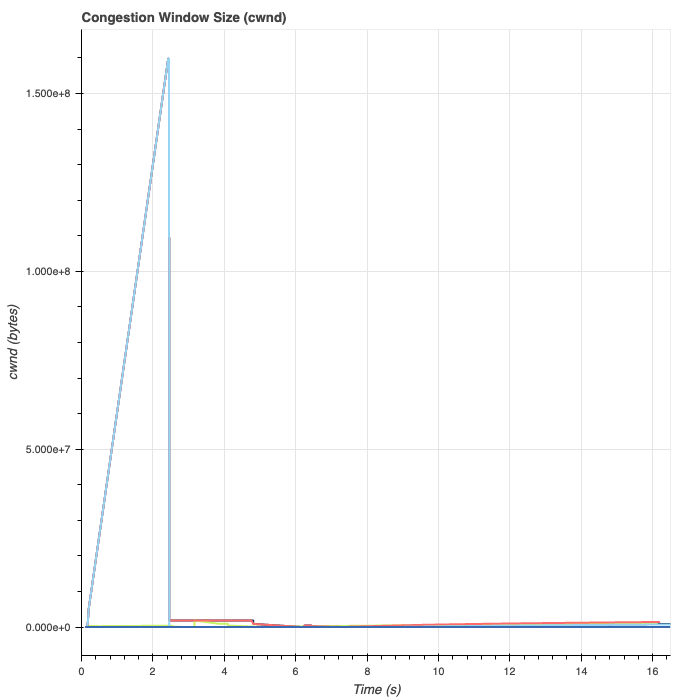 Congestion Window Size (cwnd)
1.500e+8
1.000e+8
5.000e+7
0.000e+0
cwnd (bytes)
0 2 4 6 8 10 12 14 16
Time (s)